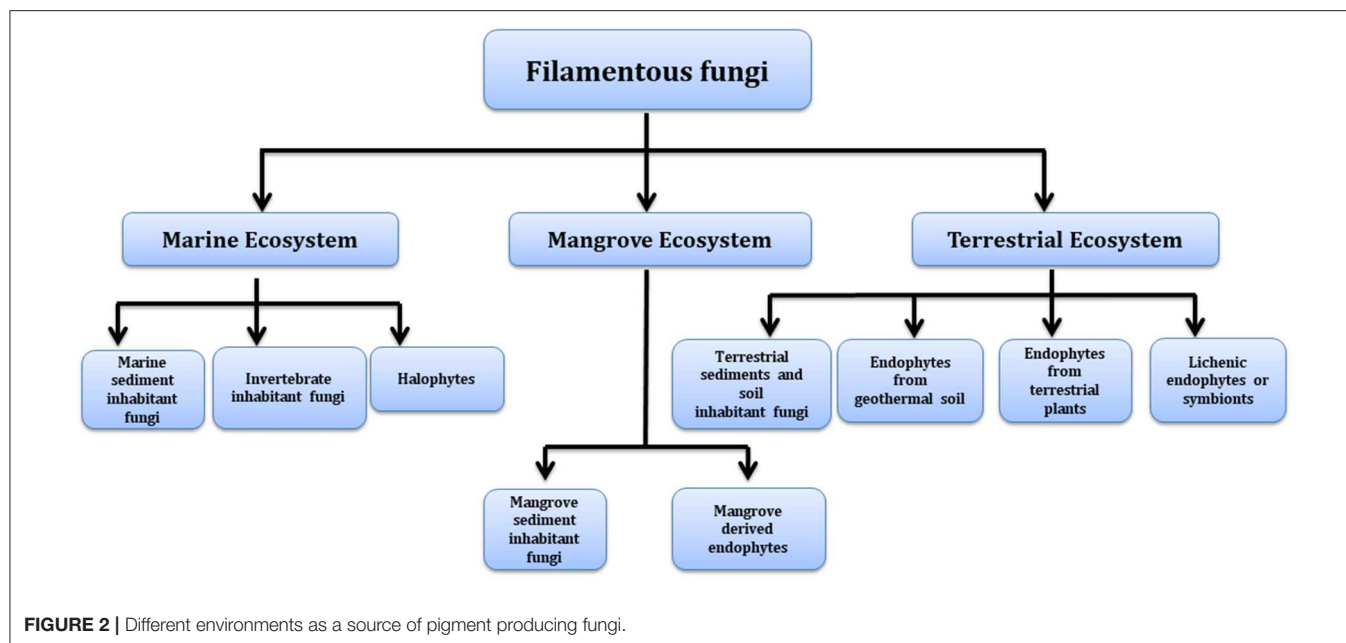 Filamentous fungi
Marine Ecosystem
Mangrove Ecosystem
Terrestrial Ecosystem
Marine
sediment
inhabitant
fungi
Invertebrate
inhabitant fungi
Halophytes
Terrestrial
sediments and
soil
inhabitant fungi
Endophytes
from
geothermal soil
Endophytes
from
terrestrial
plants
Lichenic
endophytes or
symbionts
Mangrove
sediment
inhabitant
fungi
Mangrove
derived
endophytes
FIGURE 2 | Different environments as a source of pigment producing fungi.